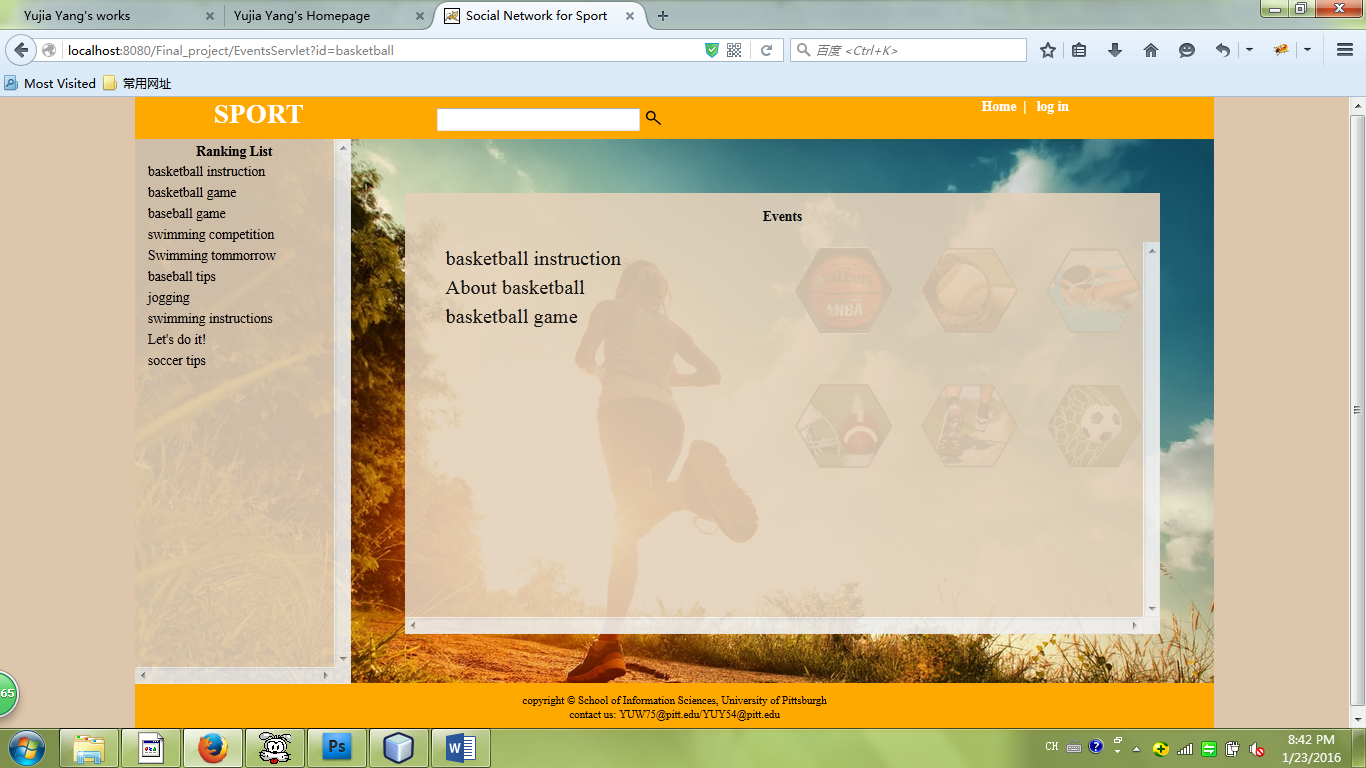 Yujia Yang's works
Yujia Yang's Homepage
Social Network for Sport
localhost:8080/Final_project/EventsServlet?id=basketball
百度 <Ctrl+K>
Most Visited
常用网址
SPORT
Home | log in
Ranking List
basketball instruction
basketball game
baseball game
swimming competition
Swimming tommorrow
baseball tips
jogging
swimming instructions
Let's do it!
soccer tips
Events
basketball instruction
About basketball
basketball game
SPALDING
NBA
65
copyright © School of Information Sciences, University of Pittsburgh
contact us: YUW75@pitt.edu/YUY54@pitt.edu
Ps
W
CH
8:42 PM
1/23/2016